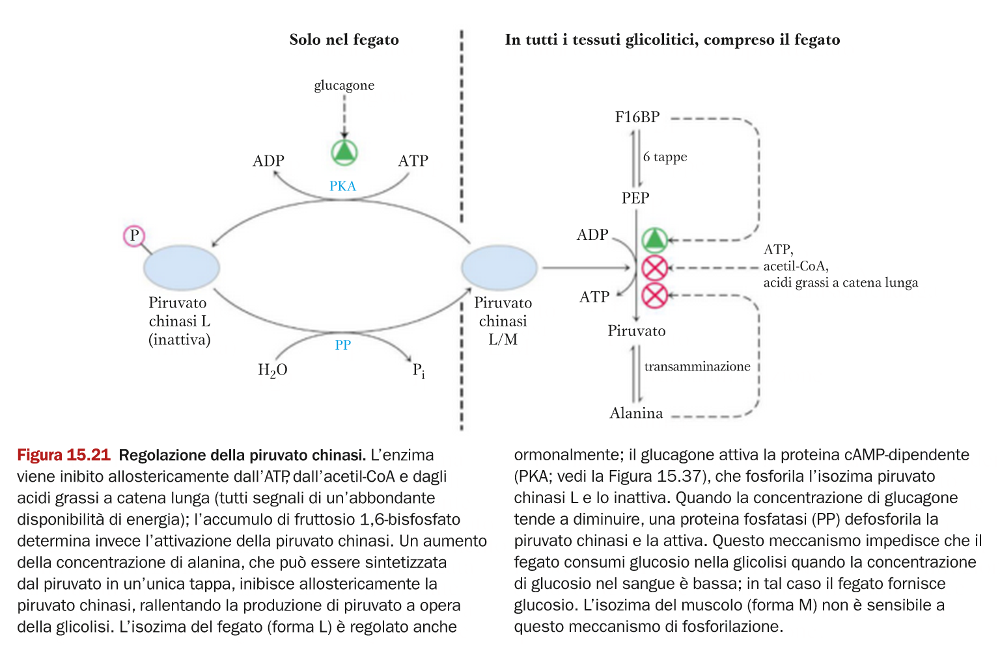 Solo nel fegato
In tutti i tessuti glicolitici, compreso il fegato
glucagone
ADP
ATP
PKA
P
Piruvato
chinasi L
(inattiva)
PP
H₂O
Pᵢ
Piruvato
chinasi
L/M
F16BP
6 tappe
PEP
ADP
ATP
ATP,
acetil-CoA,
acidi grassi a catena lunga
Piruvato
transamminazione
Alanina
Figura 15.21 Regolazione della piruvato chinasi. L’enzima
viene inibito allostericamente dall’ATP, dall’acetil-CoA e dagli
acidi grassi a catena lunga (tutti segnali di un’abbondante
disponibilità di energia); l’accumulo di fruttosio 1,6-bisfosfato
determina invece l’attivazione della piruvato chinasi. Un aumento
della concentrazione di alanina, che può essere sintetizzata
dal piruvato in un’unica tappa, inibisce allostericamente la
piruvato chinasi, rallentando la produzione di piruvato a opera
della glicolisi. L’isozima del fegato (forma L) è regolato anche
ormonalmente; il glucagone attiva la proteina cAMP-dipendente
(PKA; vedi la Figura 15.37), che fosforila l’isozima piruvato
chinasi L e lo inattiva. Quando la concentrazione di glucagone
tende a diminuire, una proteina fosfatasi (PP) defosforila la
piruvato chinasi e la attiva. Questo meccanismo impedisce che il
fegato consumi glucosio nella glicolisi quando la concentrazione
di glucosio nel sangue è bassa; in tal caso il fegato fornisce
glucosio. L’isozima del muscolo (forma M) non è sensibile a
questo meccanismo di fosforilazione.